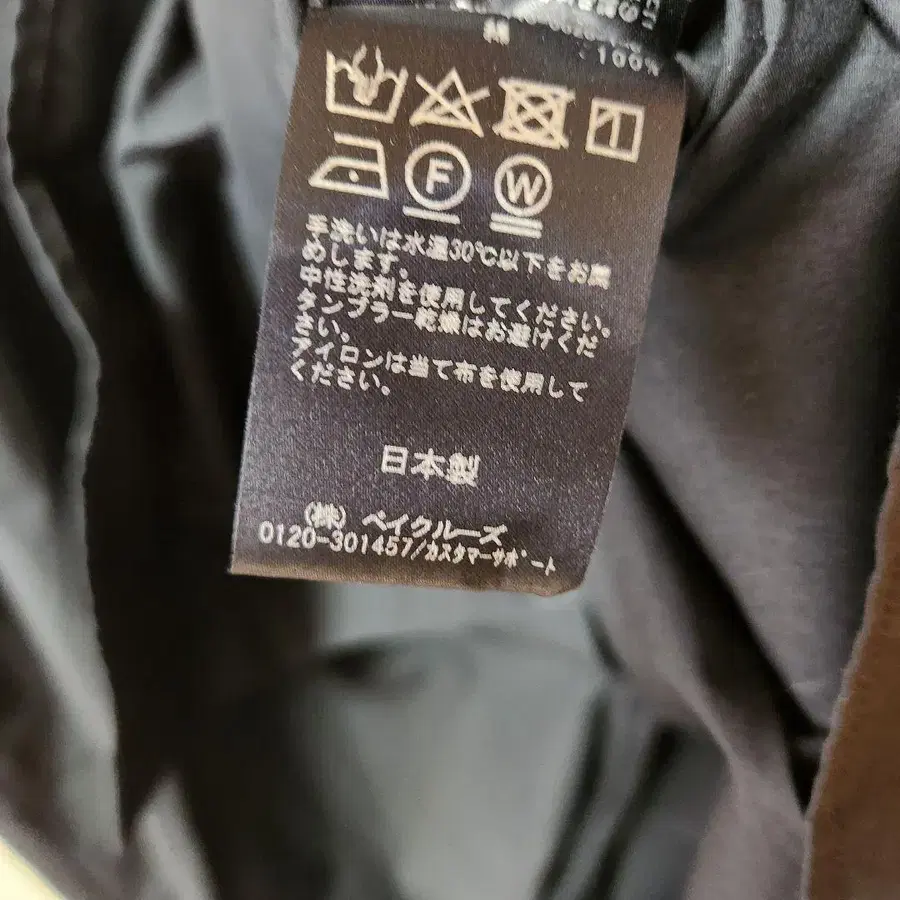 綿 :100%
F W
手洗いは水温30℃以下をお薦
めします。
中性洗剤を使用してください。
タンブラー乾燥はお避けくだ
さい。
アイロンは当て布を使用して
ください。
日本製
(株) ベイクルーズ
0120-301457/カスタマーサポート